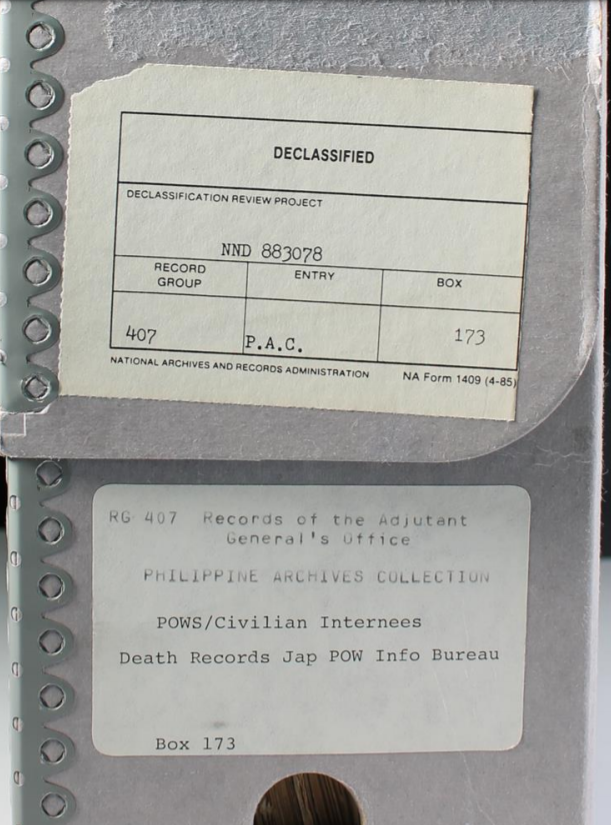 DECLASSIFIED
DECLASSIFICATION REVIEW PROJECT
NND 883078
RECORD GROUP
ENTRY
BOX
407
P.A.C.
173
NATIONAL ARCHIVES AND RECORDS ADMINISTRATION
NA Form 1409 (4-85)
RG 407 Records of the Adjutant
General's Office
PHILIPPINE ARCHIVES COLLECTION
POWS/Civilian Internees
Death Records Jap POW Info Bureau
Box 173